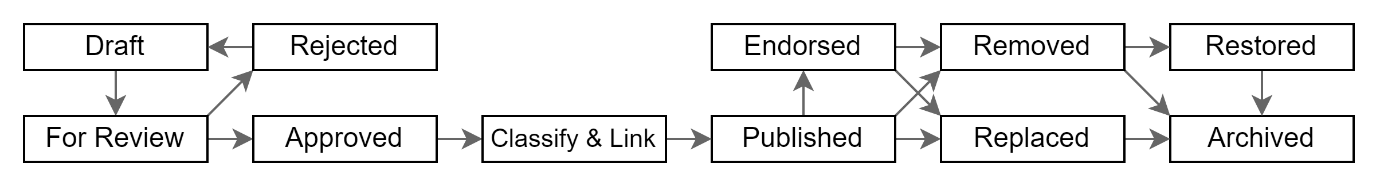 Draft
Rejected
Endorsed
Removed
Restored
For Review
Approved
Classify & Link
Published
Replaced
Archived